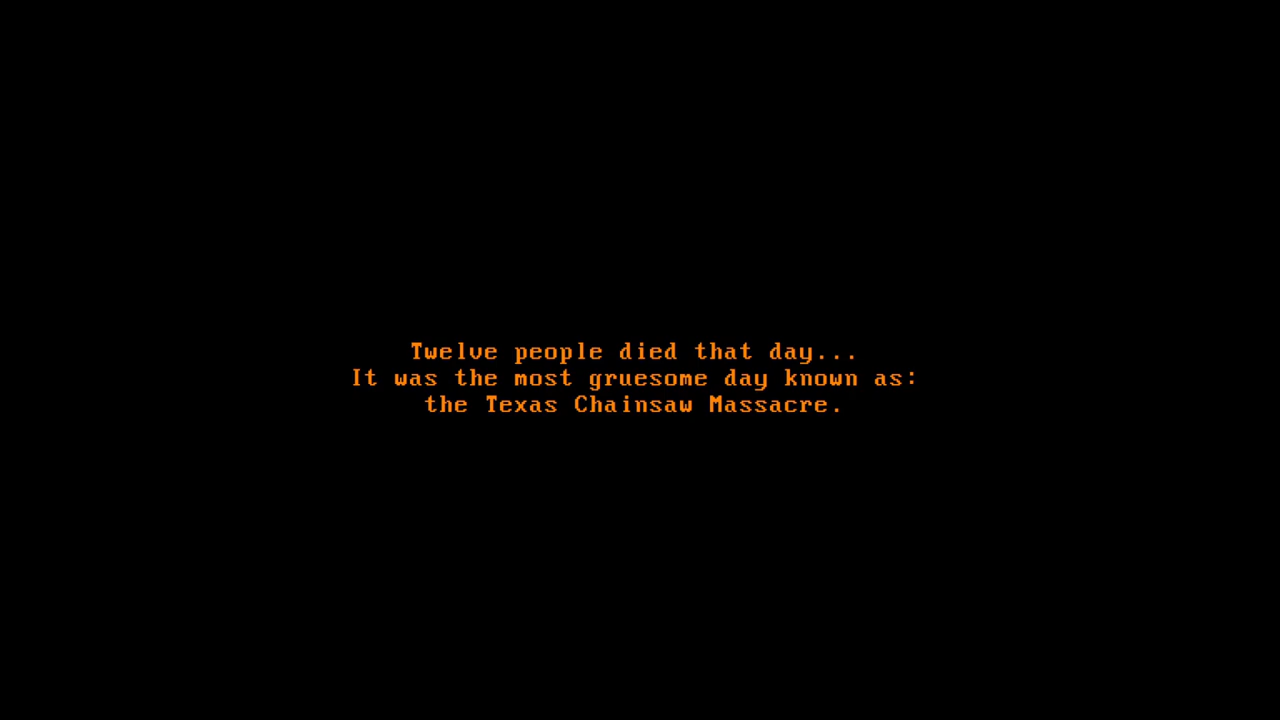 Twelve people died that day...
It was the most gruesome day known as:
the Texas Chainsaw Massacre.